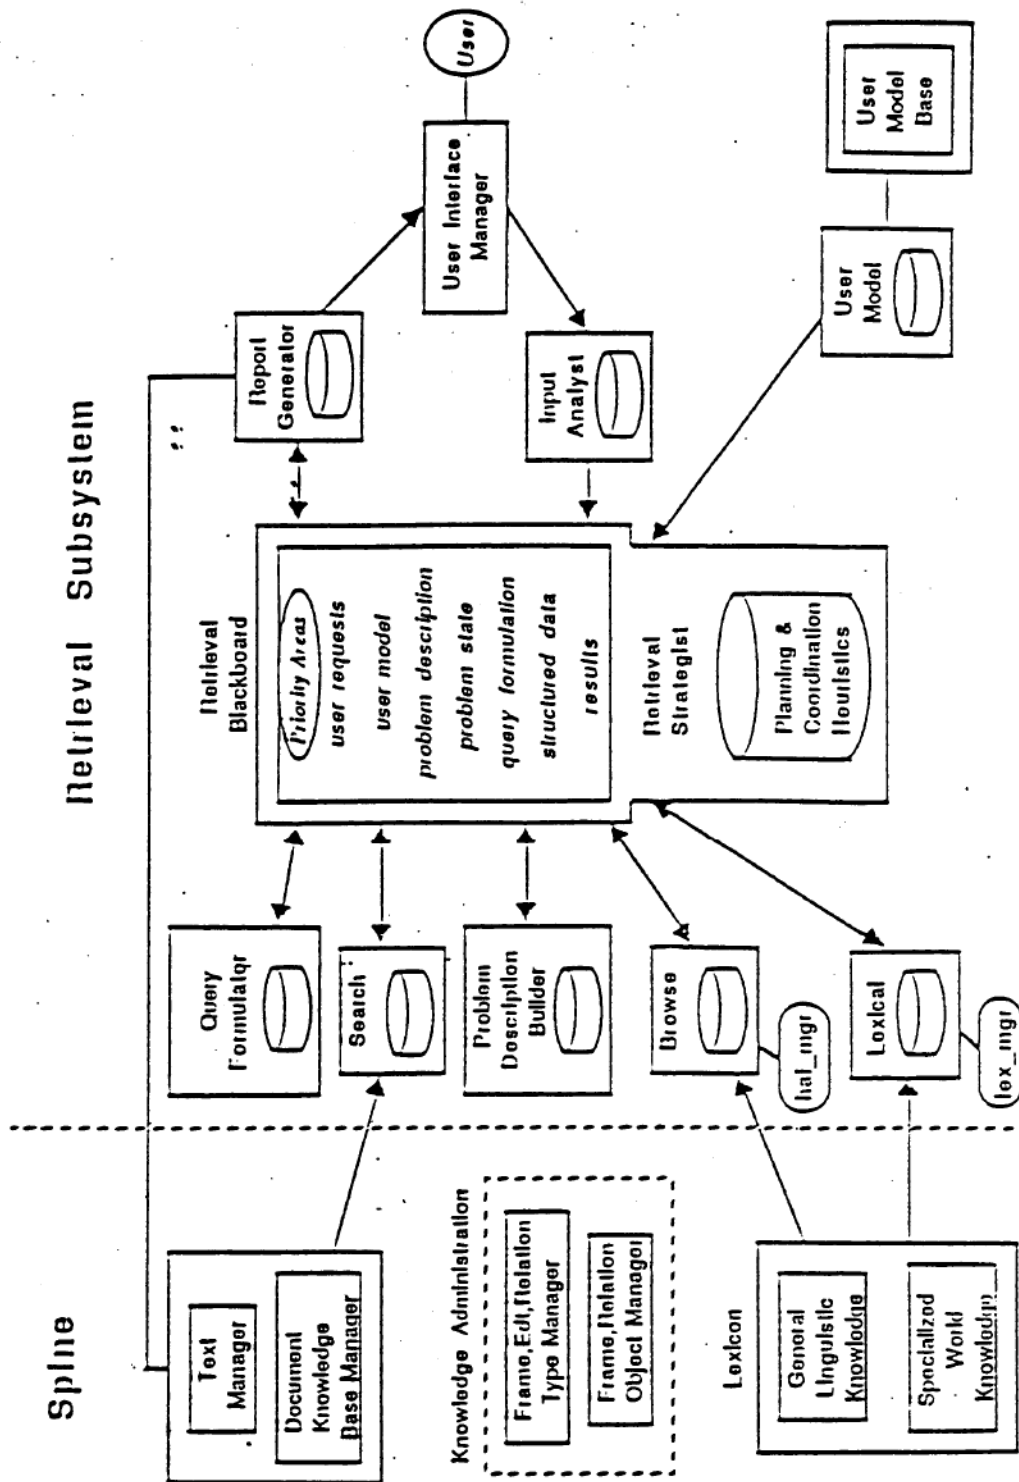 Spine
Retrieval Subsystem
Text
Manager
Document
Knowledge
Base Manager
Knowledge Administration
Frame,Edt,Relation
Type Manager
Frame,Relation
Object Manager
Lexicon
General
Linguistic
Knowledge
Specialized
World
Knowledge
Query
Formulator
Search
Problem
Description
Builder
Browse
hal_mgr
Lexical
lex_mgr
Retrieval
Blackboard
Priority Areas
user requests
user model
problem description
problem state
query formulation
structured data
results
Retrieval
Strategist
Planning &
Coordination
Heuristics
Report
Generator
Input
Analyst
User Interface
Manager
User
User
Model
User
Model
Base